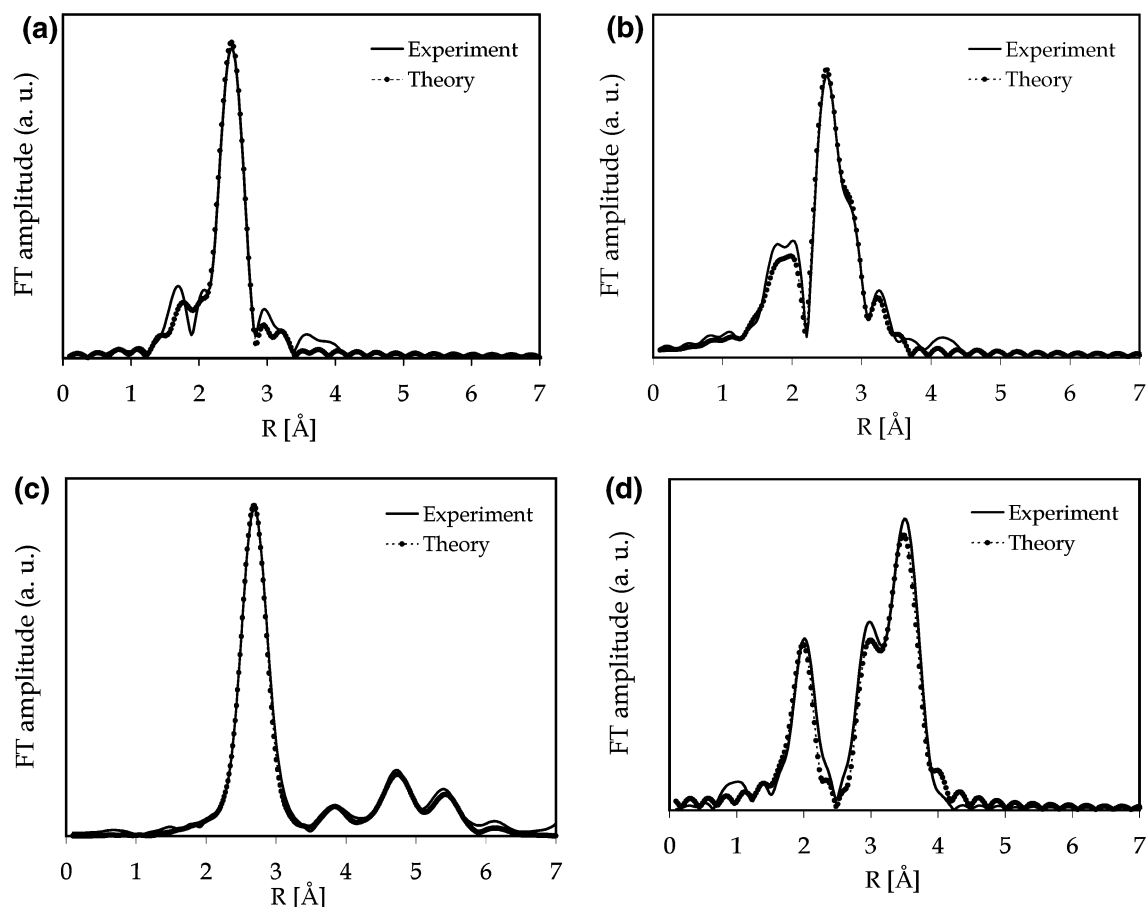 (a)
FT amplitude (a. u.)
Experiment
Theory
0 1 2 3 4 5 6 7
R [Å]
(b)
FT amplitude (a. u.)
Experiment
Theory
0 1 2 3 4 5 6 7
R [Å]
(c)
FT amplitude (a. u.)
Experiment
Theory
0 1 2 3 4 5 6 7
R [Å]
(d)
FT amplitude (a. u.)
Experiment
Theory
0 1 2 3 4 5 6 7
R [Å]